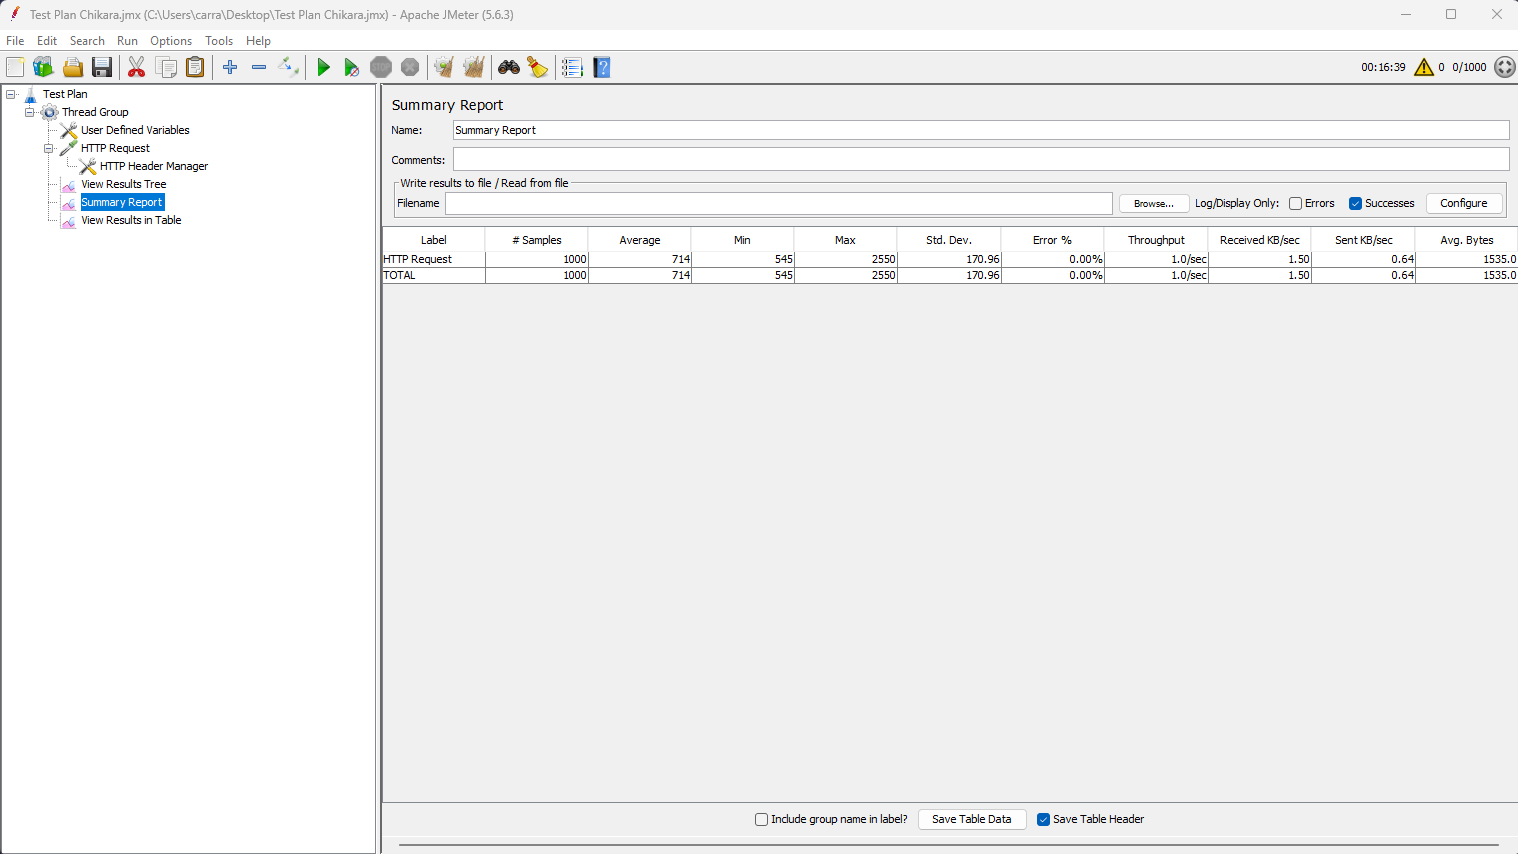 Test Plan Chikara.jmx (C:\Users\carra\Desktop\Test Plan Chikara.jmx) - Apache JMeter (5.6.3)
File Edit Search Run Options Tools Help
STOP
00:16:39 0 0/1000
Test Plan
Thread Group
User Defined Variables
HTTP Request
HTTP Header Manager
View Results Tree
Summary Report
View Results in Table
Summary Report
Name: Summary Report
Comments:
Write results to file / Read from file
Filename Browse... Log/Display Only: Errors Successes Configure
Label # Samples Average Min Max Std. Dev. Error % Throughput Received KB/sec Sent KB/sec Avg. Bytes
HTTP Request 1000 714 545 2550 170.96 0.00% 1.0/sec 1.50 0.64 1535.0
TOTAL 1000 714 545 2550 170.96 0.00% 1.0/sec 1.50 0.64 1535.0
Include group name in label? Save Table Data Save Table Header